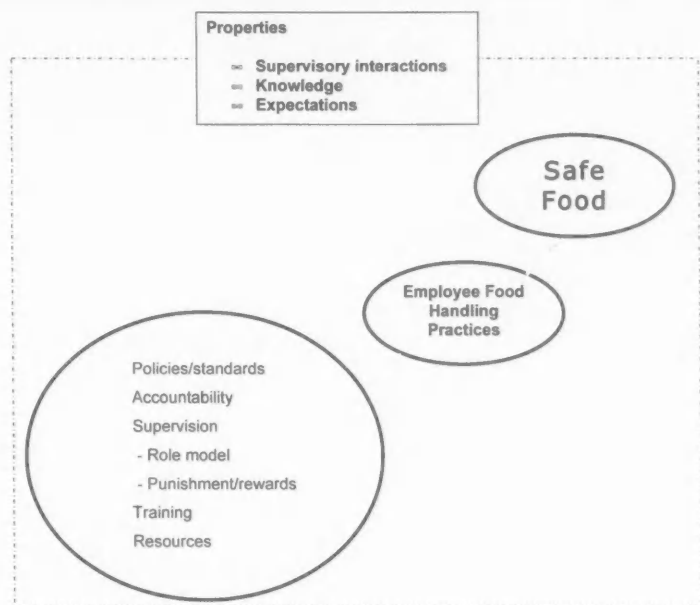 Properties
∞ Supervisory interactions
∞ Knowledge
∞ Expectations
Safe
Food
Employee Food
Handling
Practices
Policies/standards
Accountability
Supervision
- Role model
- Punishment/rewards
Training
Resources